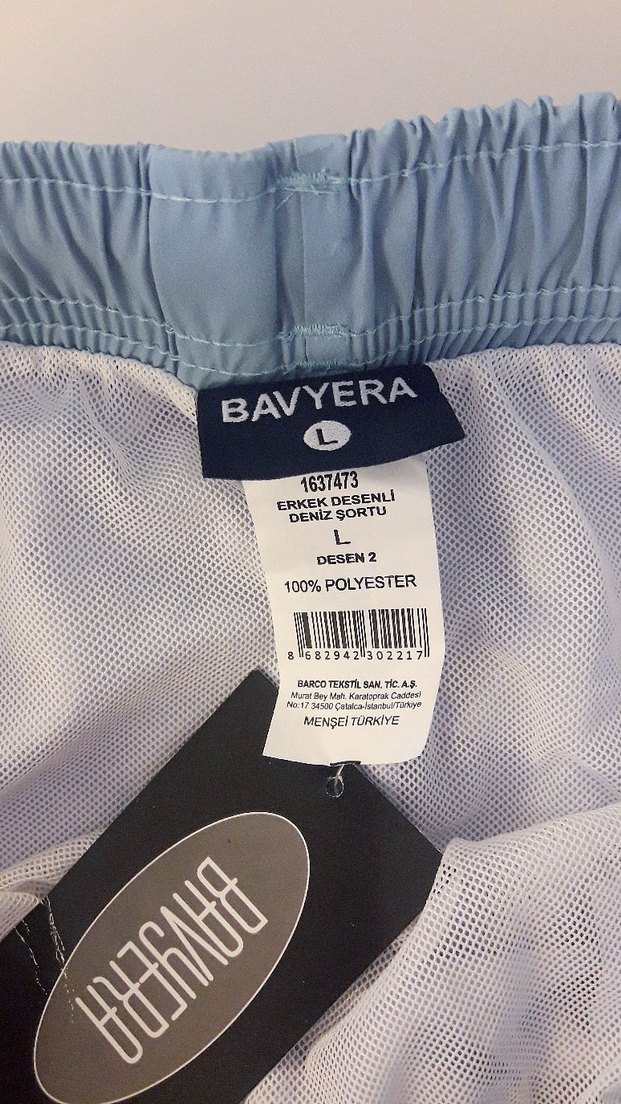 BAVYERA
L
1637473
ERKEK DESENLİ
DENİZ ŞORTU
L
DESEN 2
100% POLYESTER
8 682942 302217
BARCO TEKSTİL SAN. TİC. A.Ş.
Murat Bey Mah. Karatoprak Caddesi
No:17 34500 Çatalca-İstanbul/Türkiye
MENŞEİ TÜRKİYE
BAVYERA